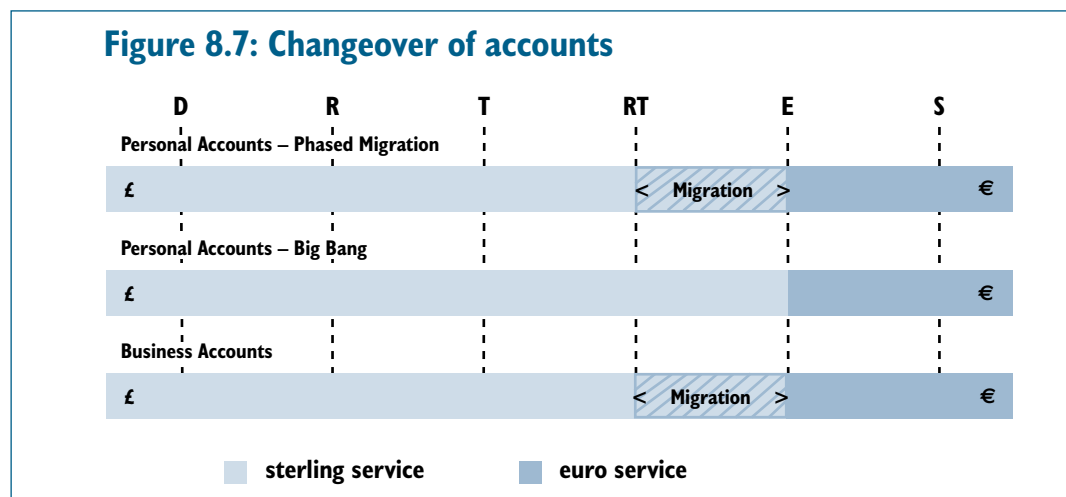 Figure 8.7: Changeover of accounts
D R T RT E S
Personal Accounts – Phased Migration
£ < Migration > €
Personal Accounts – Big Bang
£ €
Business Accounts
£ < Migration > €
sterling service euro service